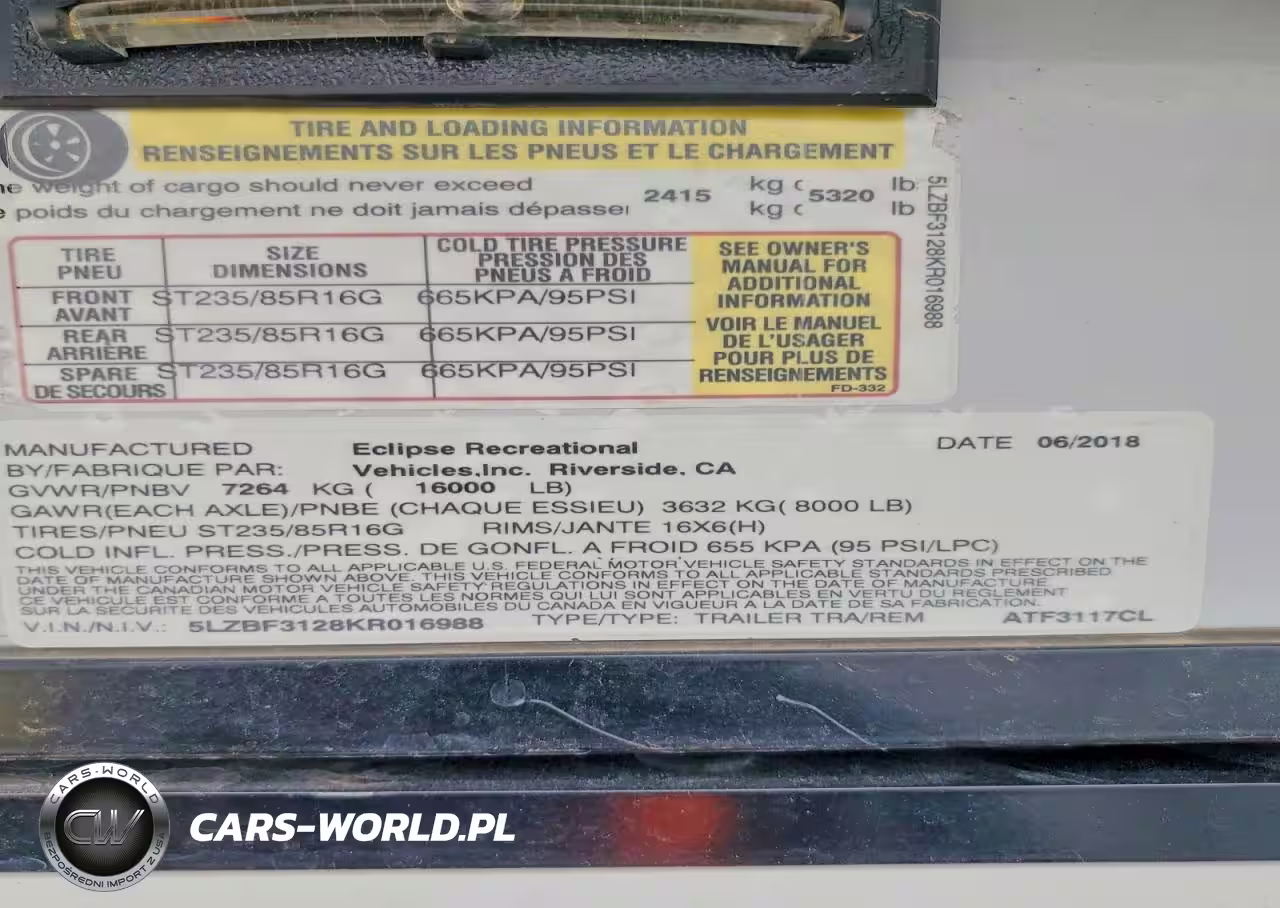 TIRE AND LOADING INFORMATION
RENSEIGNEMENTS SUR LES PNEUS ET LE CHARGEMENT
weight of cargo should never exceed 2415 kg 5320 lb
poids du chargement ne doit jamais dépasser 2415 kg 5320 lb
5LZBF3128KR016988
TIRE PNEU SIZE DIMENSIONS COLD TIRE PRESSURE PRESSION DES PNEUS A FROID
FRONT AVANT ST235/85R16G 665KPA/95PSI
REAR ARRIÈRE ST235/85R16G 665KPA/95PSI
SPARE DE SECOURS ST235/85R16G 665KPA/95PSI
SEE OWNER'S
MANUAL FOR
ADDITIONAL
INFORMATION
VOIR LE MANUEL
DE L'USAGER
POUR PLUS DE
RENSEIGNEMENTS
FD-332
MANUFACTURED Eclipse Recreational DATE 06/2018
BY/FABRIQUE PAR: Vehicles,Inc. Riverside, CA
GVWR/PNBV 7264 KG ( 16000 LB)
GAWR(EACH AXLE)/PNBE (CHAQUE ESSIEU) 3632 KG( 8000 LB)
TIRES/PNEU ST235/85R16G RIMS/JANTE 16X6(H)
COLD INFL. PRESS./PRESS. DE GONFL. A FROID 655 KPA (95 PSI/LPC)
THIS VEHICLE CONFORMS TO ALL APPLICABLE U.S. FEDERAL MOTOR VEHICLE SAFETY STANDARDS IN EFFECT ON THE
DATE OF MANUFACTURE SHOWN ABOVE. THIS VEHICLE CONFORMS TO ALL APPLICABLE STANDARDS PRESCRIBED
UNDER THE CANADIAN MOTOR VEHICLE SAFETY REGULATIONS IN EFFECT ON THE DATE OF MANUFACTURE
CE VEHICULE EST CONFORME A TOUTES LES NORMES QUI LUI SONT APPLICABLES EN VERTU DU REGLEMENT
SUR LA SECURITE DES VEHICULES AUTOMOBILES DU CANADA EN VIGUEUR A LA DATE DE SA FABRICATION.
V.I.N./N.I.V.: 5LZBF3128KR016988 TYPE/TYPE: TRAILER TRA/REM ATF3117CL
CARS-WORLD
CW
BEZPOŚREDNI IMPORT Z USA
CARS-WORLD.PL